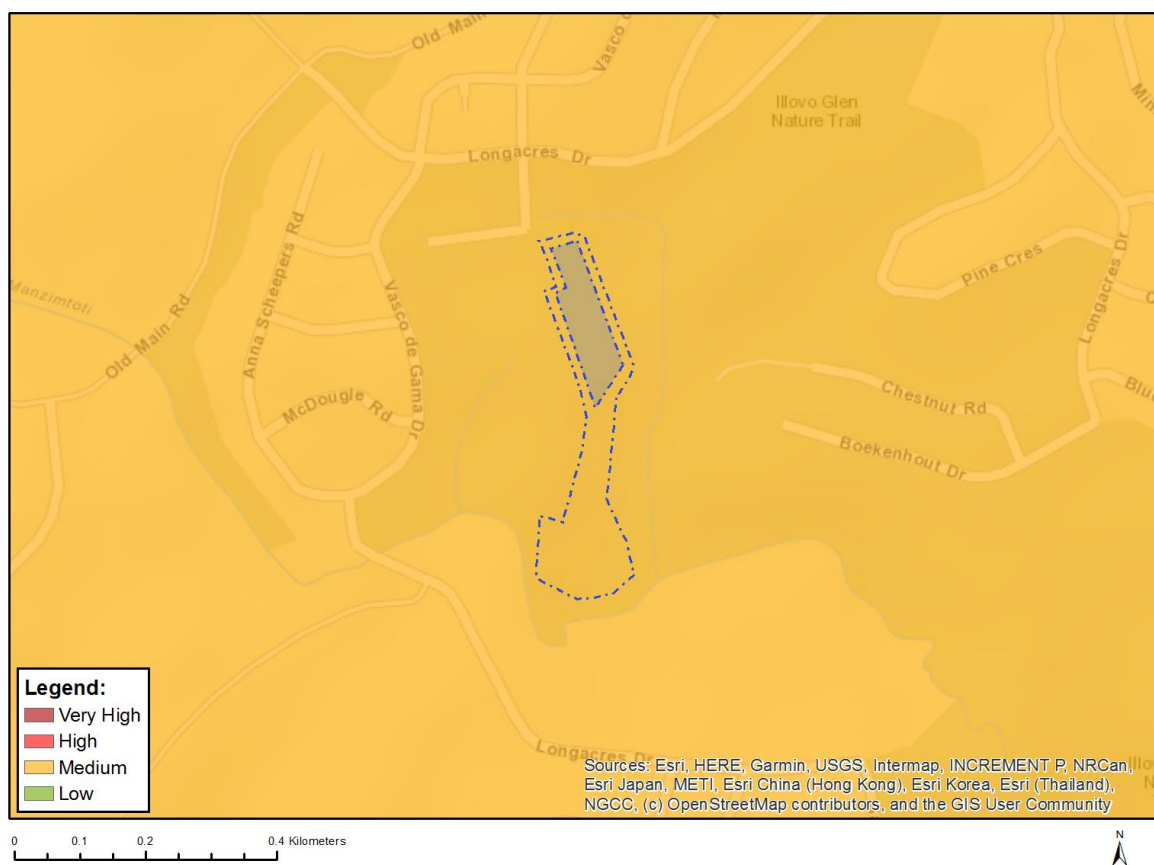 Old Main
Vasco
Illovo Glen
Nature Trail
Longacres Dr
Anna Scheepers Rd
Pine Cres
Longacres Dr
Manzimtoti
Old Main Rd
Vasco de Gama Dr
McDougle Rd
Chestnut Rd
Boekenhout Dr
Legend:
Very High
High
Medium
Low
Longacres Dr
Sources: Esri, HERE, Garmin, USGS, Intermap, INCREMENT P, NRCan,
Esri Japan, METI, Esri China (Hong Kong), Esri Korea, Esri (Thailand),
NGCC, (c) OpenStreetMap contributors, and the GIS User Community
0 0.1 0.2 0.4 Kilometers
N